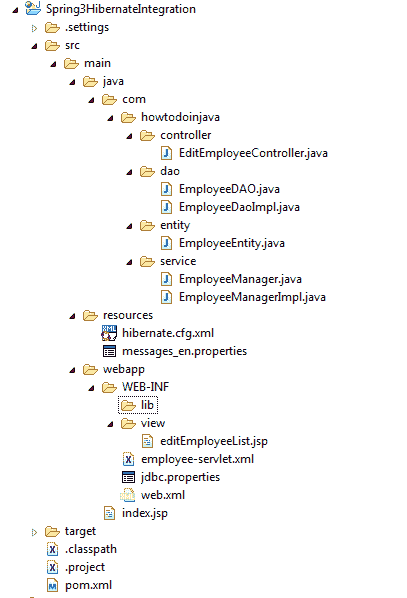 Spring3HibernateIntegration
.settings
src
main
java
com
howtodoinjava
controller
EditEmployeeController.java
dao
EmployeeDAO.java
EmployeeDaoImpl.java
entity
EmployeeEntity.java
service
EmployeeManager.java
EmployeeManagerImpl.java
resources
hibernate.cfg.xml
messages_en.properties
webapp
WEB-INF
lib
view
editEmployeeList.jsp
employee-servlet.xml
jdbc.properties
web.xml
index.jsp
target
.classpath
.project
pom.xml